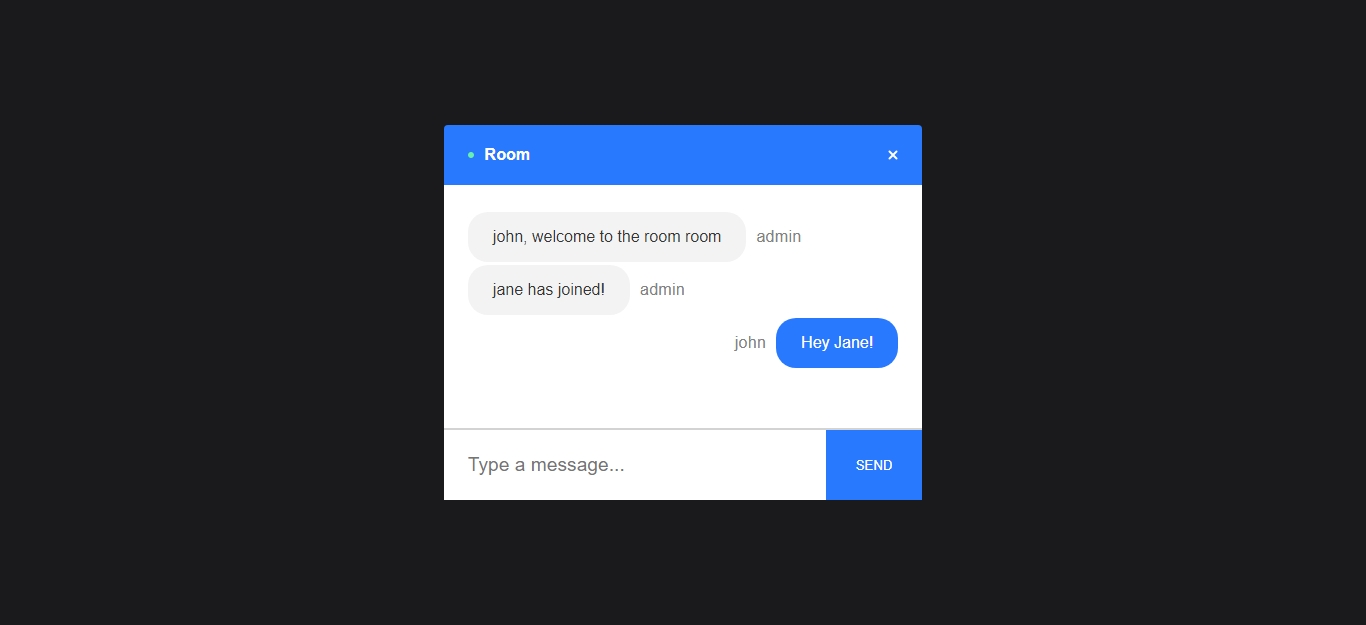 Room ×
john, welcome to the room room admin
jane has joined! admin
john Hey Jane!
Type a message...
SEND